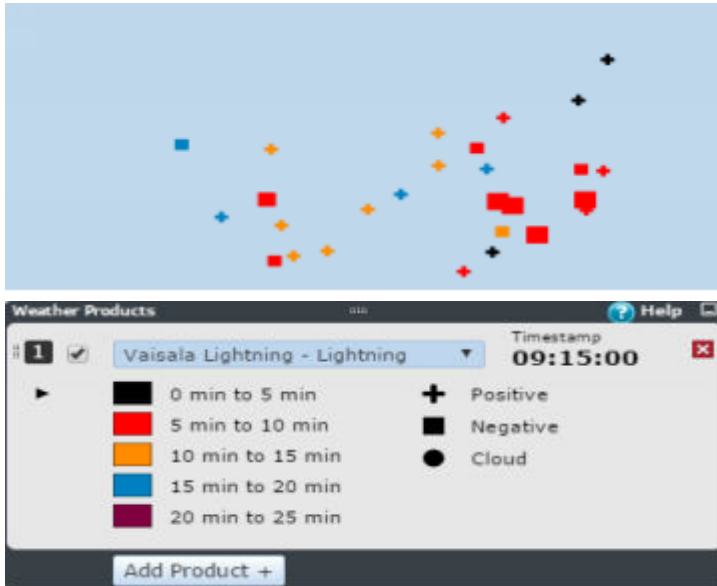 Weather Products
? Help
1 Vaisala Lightning - Lightning
Timestamp
09:15:00
0 min to 5 min
Positive
5 min to 10 min
Negative
10 min to 15 min
Cloud
15 min to 20 min
20 min to 25 min
Add Product +